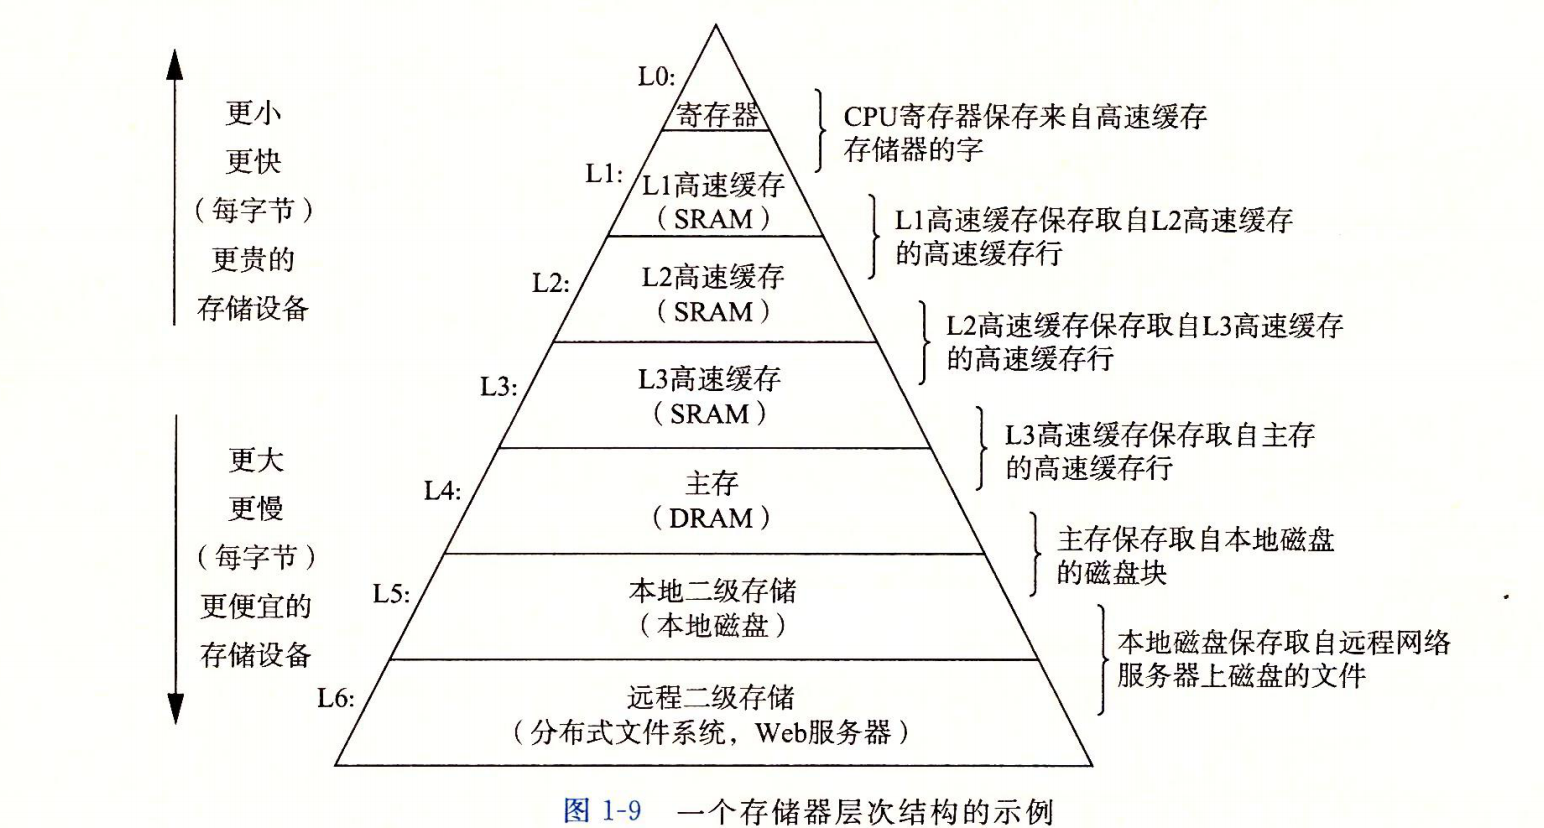 更小
更快
（每字节）
更贵的
存储设备
更大
更慢
（每字节）
更便宜的
存储设备
L0:
寄存器
L1:
L1高速缓存
（SRAM）
L2:
L2高速缓存
（SRAM）
L3:
L3高速缓存
（SRAM）
L4:
主存
（DRAM）
L5:
本地二级存储
（本地磁盘）
L6:
远程二级存储
（分布式文件系统，Web服务器）
CPU寄存器保存来自高速缓存
存储器的字
L1高速缓存保存取自L2高速缓存
的高速缓存行
L2高速缓存保存取自L3高速缓存
的高速缓存行
L3高速缓存保存取自主存
的高速缓存行
主存保存取自本地磁盘
的磁盘块
本地磁盘保存取自远程网络
服务器上磁盘的文件
图 1-9 一个存储器层次结构的示例